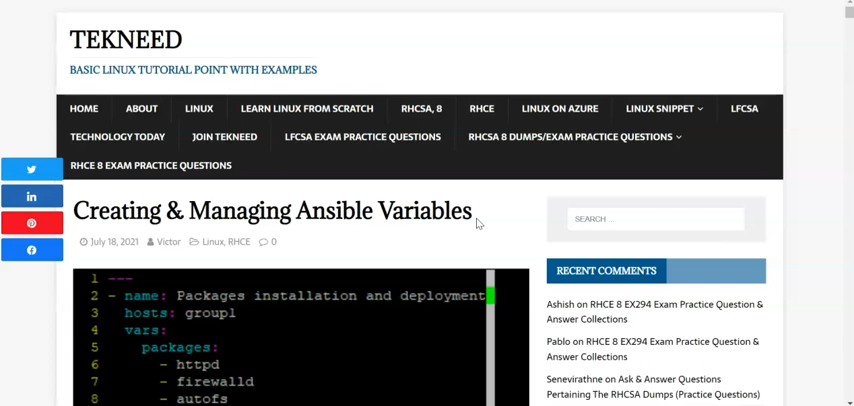 TEKNEED
BASIC LINUX TUTORIAL POINT WITH EXAMPLES
HOME ABOUT LINUX LEARN LINUX FROM SCRATCH RHCSA, 8 RHCE LINUX ON AZURE LINUX SNIPPET LFCSA
TECHNOLOGY TODAY JOIN TEKNEED LFCSA EXAM PRACTICE QUESTIONS RHCSA 8 DUMPS/EXAM PRACTICE QUESTIONS
RHCE 8 EXAM PRACTICE QUESTIONS
Creating & Managing Ansible Variables
July 18, 2021 Victor Linux, RHCE 0
1 ---
2 - name: Packages installation and deployment
3 hosts: group1
4 vars:
5 packages:
6 - httpd
7 - firewalld
8 - autofs
SEARCH ...
RECENT COMMENTS
Ashish on RHCE 8 EX294 Exam Practice Question &
Answer Collections
Pablo on RHCE 8 EX294 Exam Practice Question &
Answer Collections
Senevirathne on Ask & Answer Questions
Pertaining The RHCSA Dumps (Practice Questions)